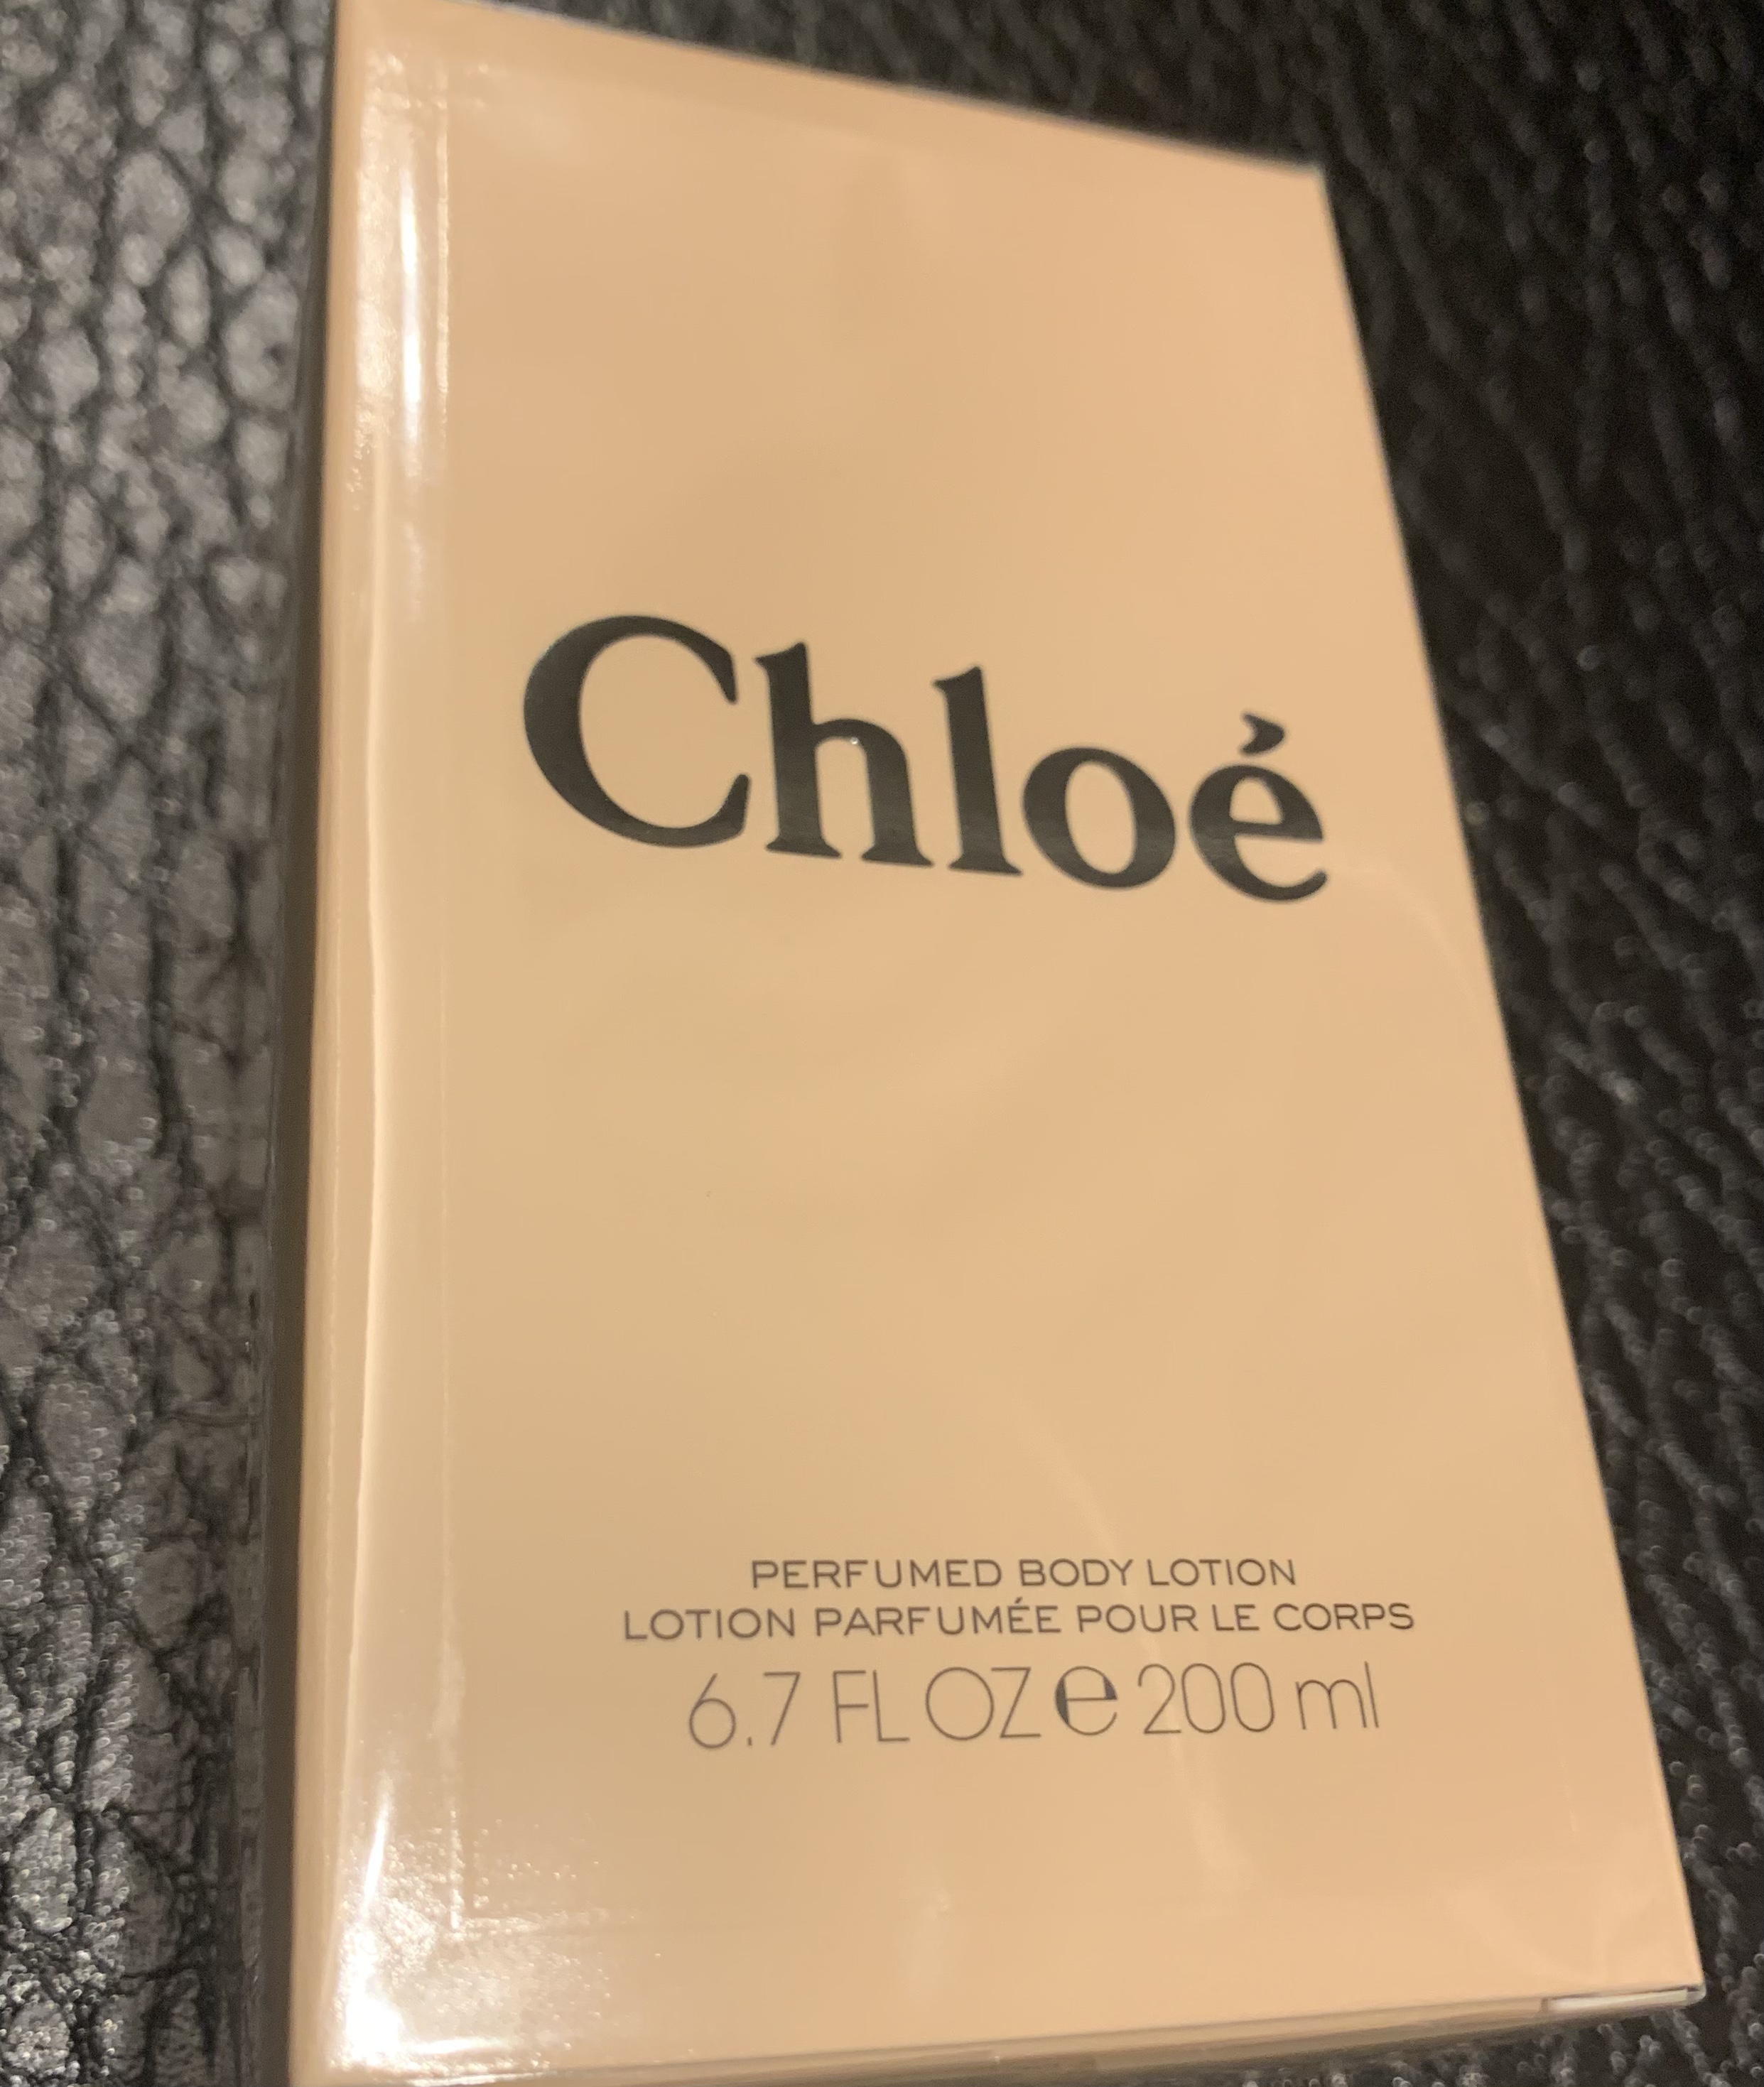 Chloé
PERFUMED BODY LOTION
LOTION PARFUMÉE POUR LE CORPS
6.7 FL OZ e 200 ml